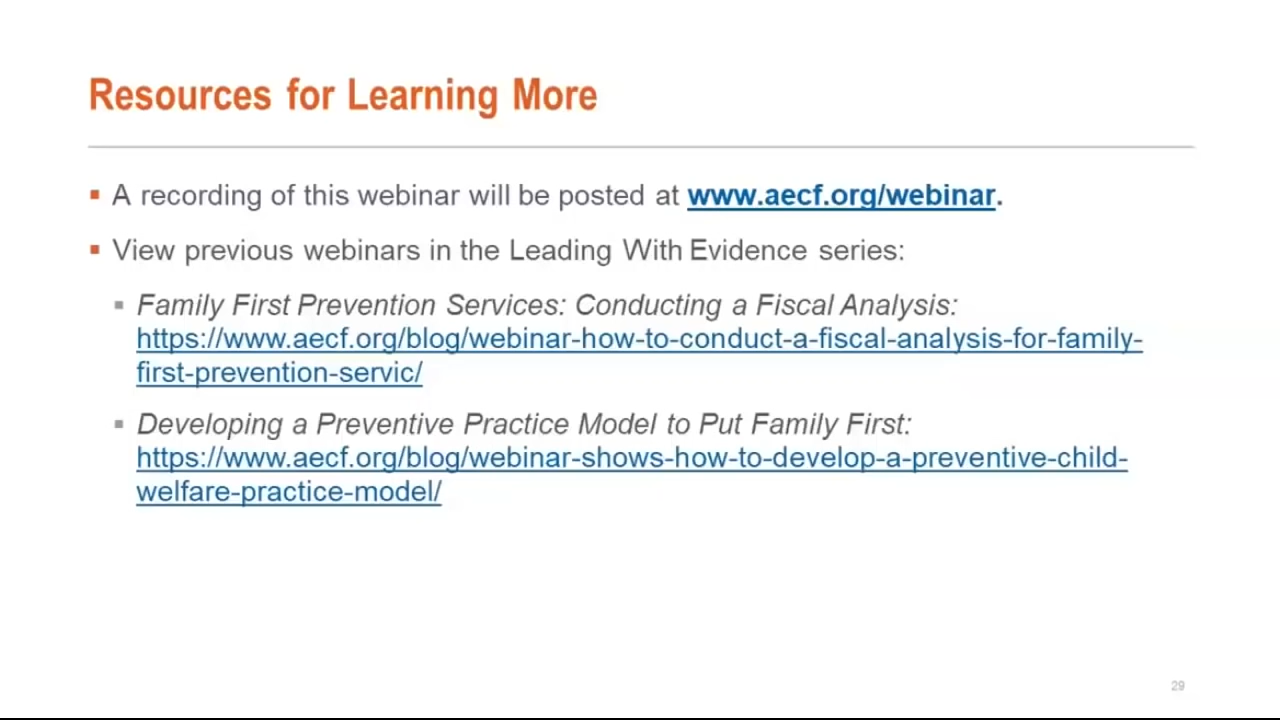 Resources for Learning More
▪ A recording of this webinar will be posted at www.aecf.org/webinar.
▪ View previous webinars in the Leading With Evidence series:
▪ Family First Prevention Services: Conducting a Fiscal Analysis:
https://www.aecf.org/blog/webinar-how-to-conduct-a-fiscal-analysis-for-family-
first-prevention-servic/
▪ Developing a Preventive Practice Model to Put Family First:
https://www.aecf.org/blog/webinar-shows-how-to-develop-a-preventive-child-
welfare-practice-model/
29